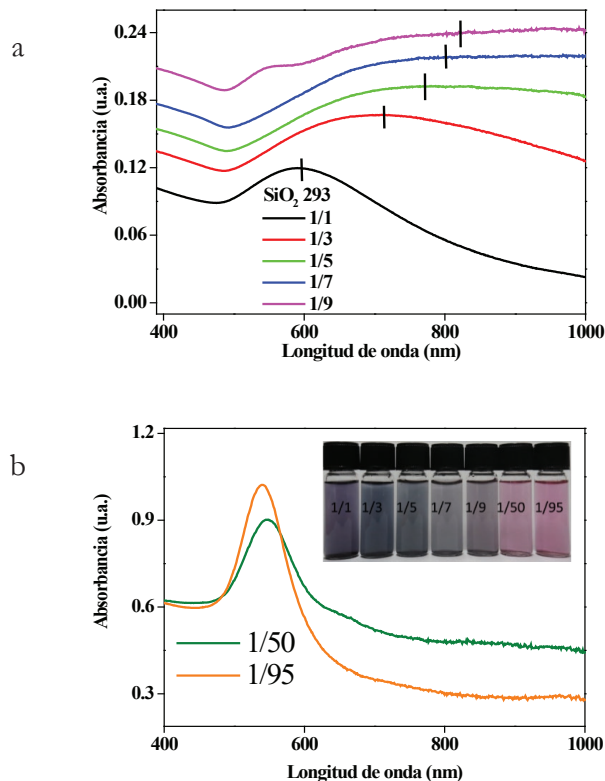 a
0.24
0.18
0.12
0.06
0.00
Absorbancia (u.a.)
SiO2 293
1/1
1/3
1/5
1/7
1/9
400 600 800 1000
Longitud de onda (nm)
b
1.2
0.9
0.6
0.3
Absorbancia (u.a.)
1/1 1/3 1/5 1/7 1/9 1/50 1/95
1/50
1/95
400 600 800 1000
Longitud de onda (nm)